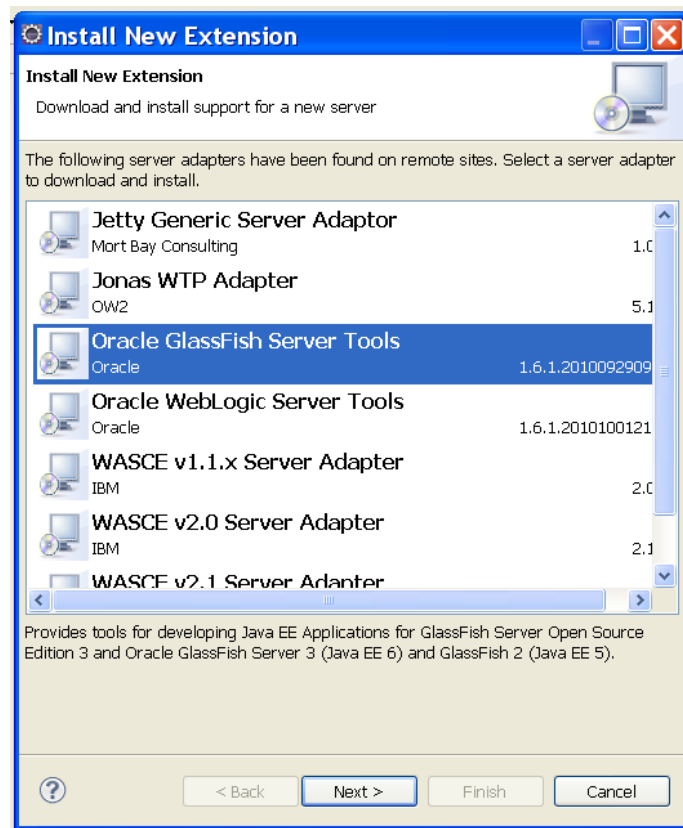 Install New Extension
Install New Extension
Download and install support for a new server
The following server adapters have been found on remote sites. Select a server adapter
to download and install.
Jetty Generic Server Adaptor
Mort Bay Consulting
1.0
Jonas WTP Adapter
OW2
5.1
Oracle GlassFish Server Tools
Oracle
1.6.1.2010092909
Oracle WebLogic Server Tools
Oracle
1.6.1.2010100121
WASCE v1.1.x Server Adapter
IBM
2.0
WASCE v2.0 Server Adapter
IBM
2.1
WASCE v2.1 Server Adapter
Provides tools for developing Java EE Applications for GlassFish Server Open Source
Edition 3 and Oracle GlassFish Server 3 (Java EE 6) and GlassFish 2 (Java EE 5).
?
< Back
Next >
Finish
Cancel